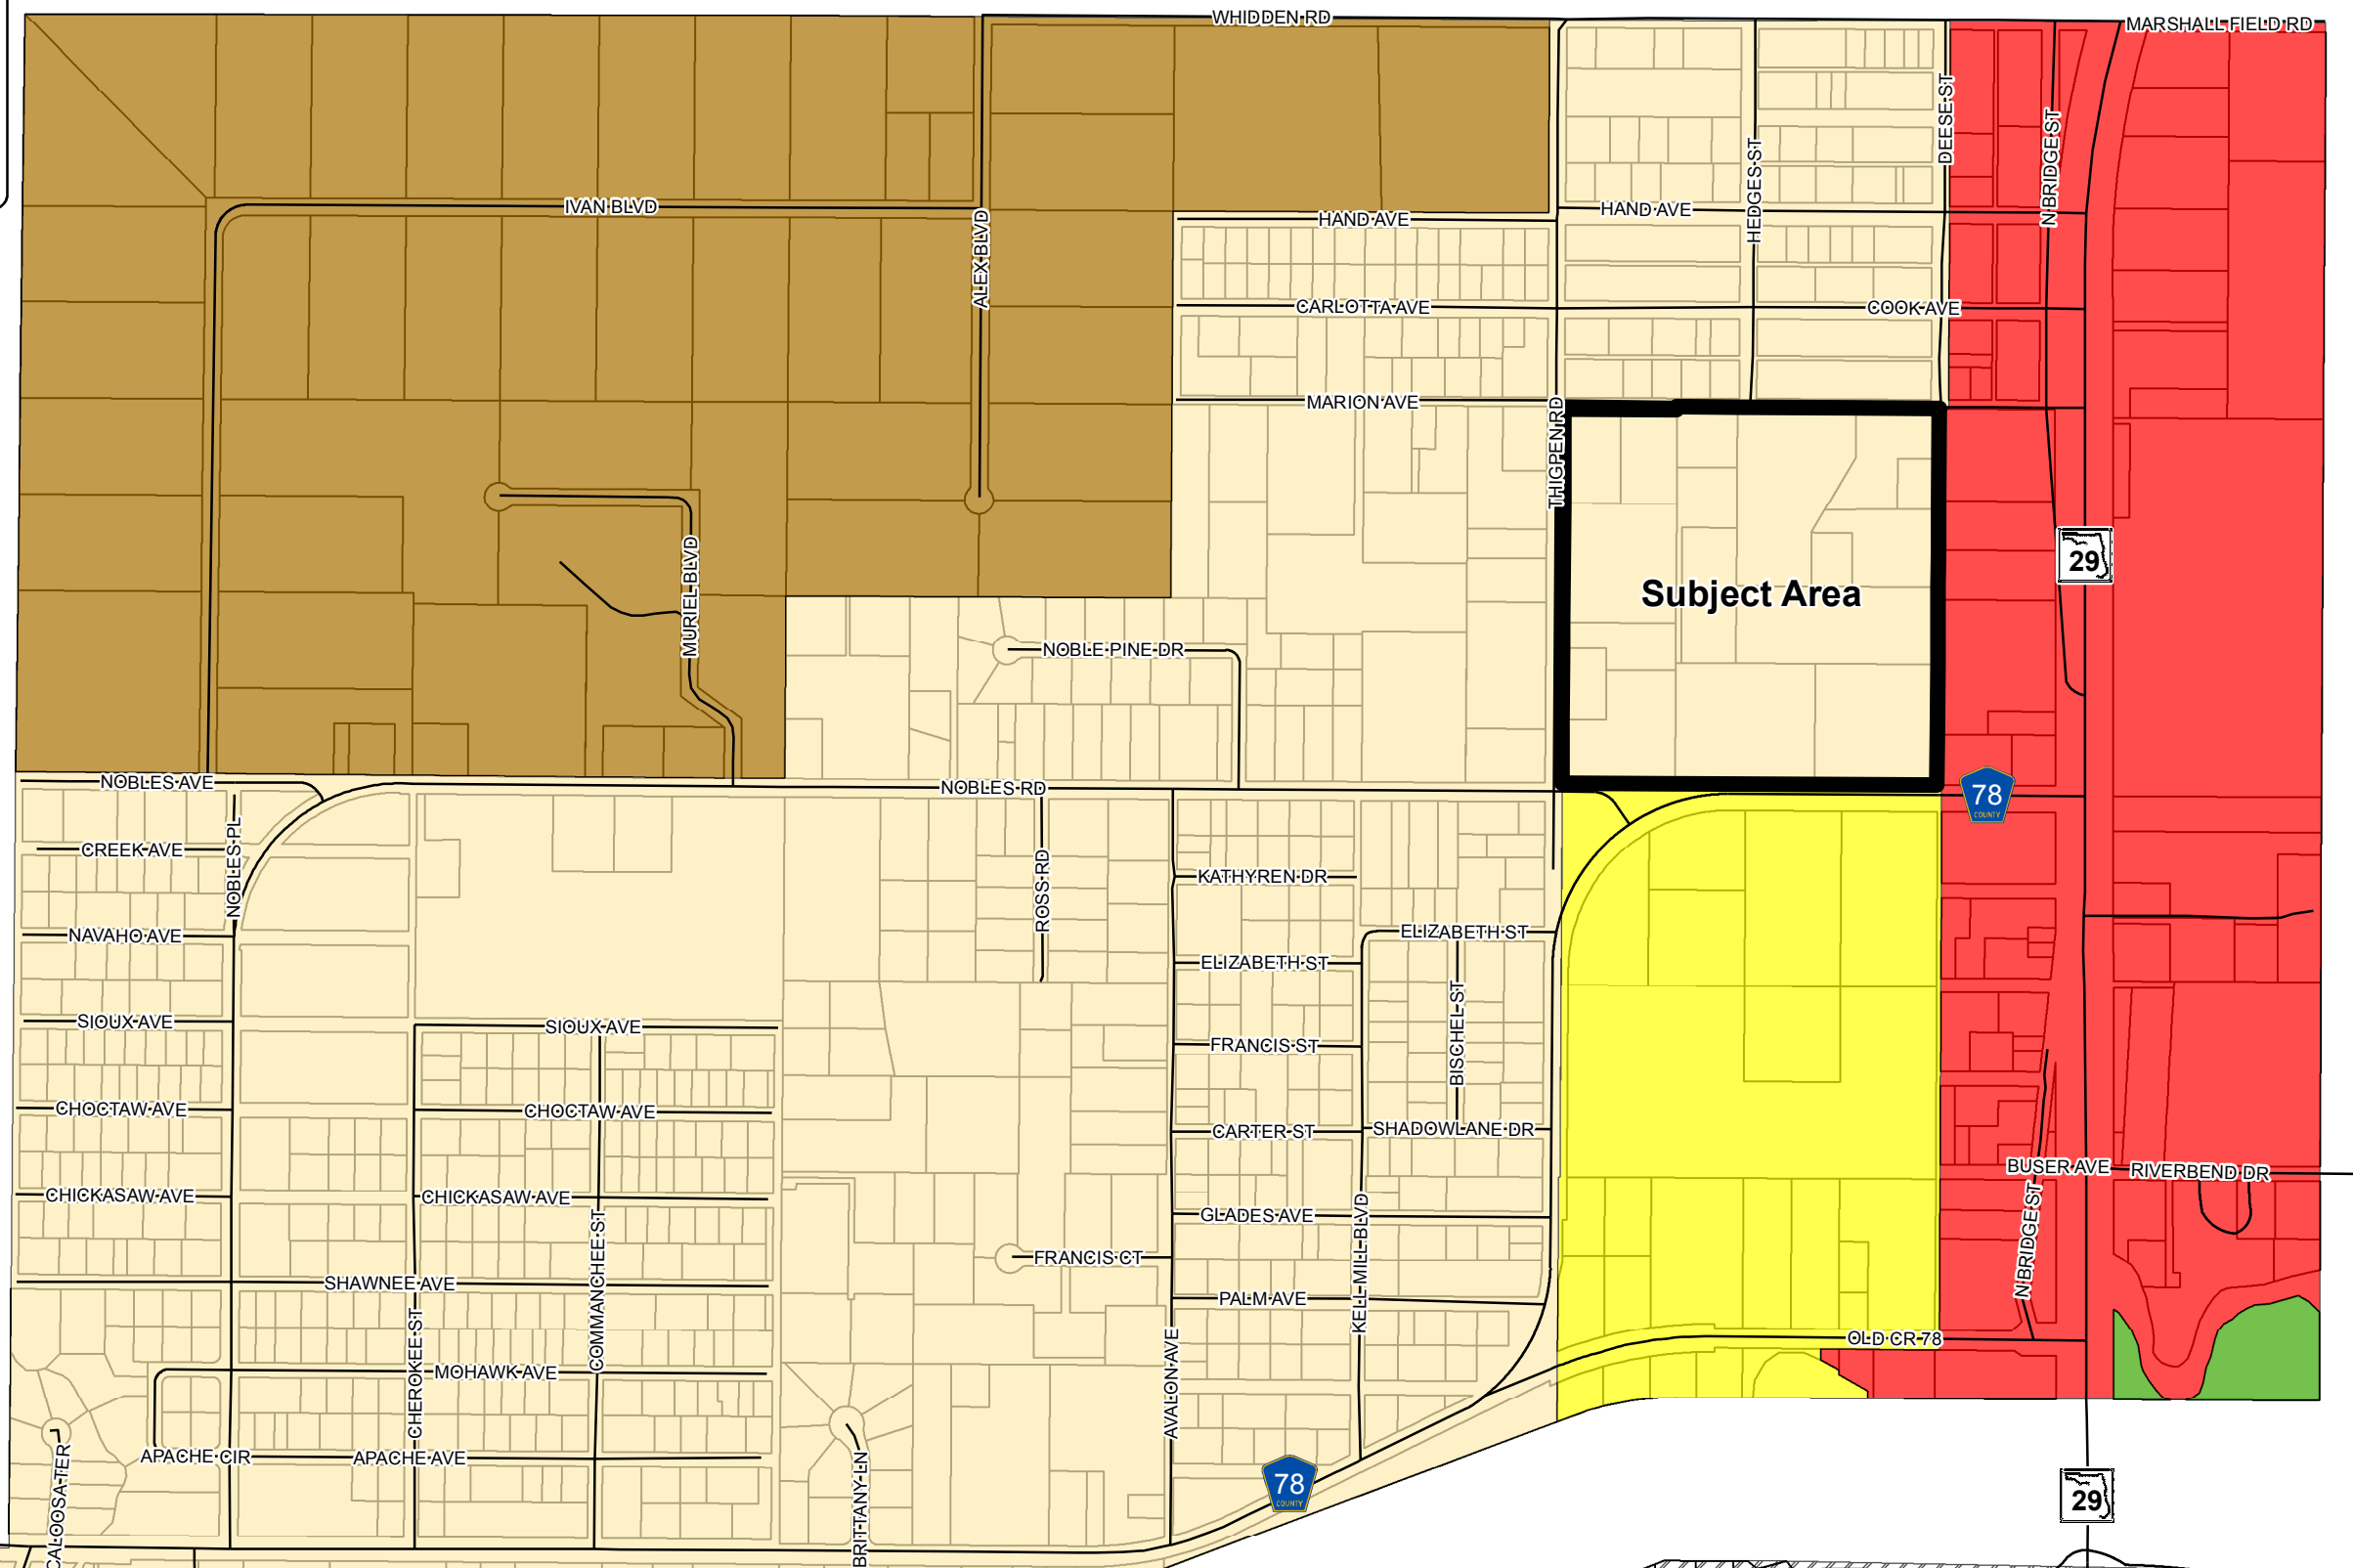 WHIDDEN RD
MARSHALL FIELD RD
DEESE ST
N BRIDGE ST
HEDGES ST
IVAN BLVD
ALEX BLVD
HAND AVE
HAND AVE
CARLOTTA AVE
COOK AVE
MARION AVE
THIGPEN RD
29
Subject Area
MURIEL BLVD
NOBLE PINE DR
NOBLES AVE
NOBLES RD
78
COUNTY
CREEK AVE
NOBLES PL
ROSS RD
KATHYREN DR
NAVAHO AVE
ELIZABETH ST
ELIZABETH ST
BISCHEL ST
SIOUX AVE
SIOUX AVE
FRANCIS ST
CHOCTAW AVE
CHOCTAW AVE
CARTER ST
SHADOWLANE DR
BUSER AVE
RIVERBEND DR
CHICKASAW AVE
CHICKASAW AVE
COMMANCHEE ST
GLADES AVE
KELL MILL BLVD
N BRIDGE ST
FRANCIS CT
SHAWNEE AVE
PALM AVE
OLD CR 78
CHEROKEE ST
AVALON AVE
MOHAWK AVE
APACHE CIR
APACHE AVE
CALOOSA TER
BRITTANY LN
78
COUNTY
29